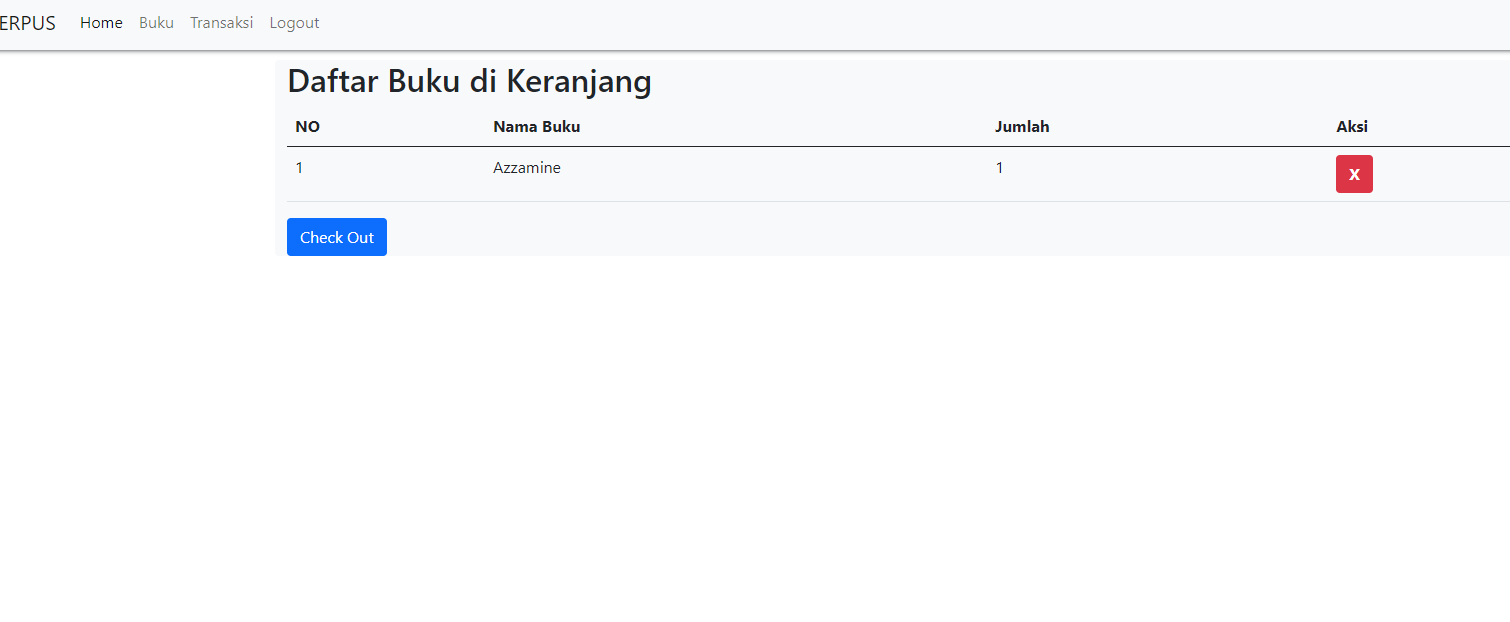 ERPUS Home Buku Transaksi Logout
Daftar Buku di Keranjang
NO Nama Buku Jumlah Aksi
1 Azzamine 1 X
Check Out